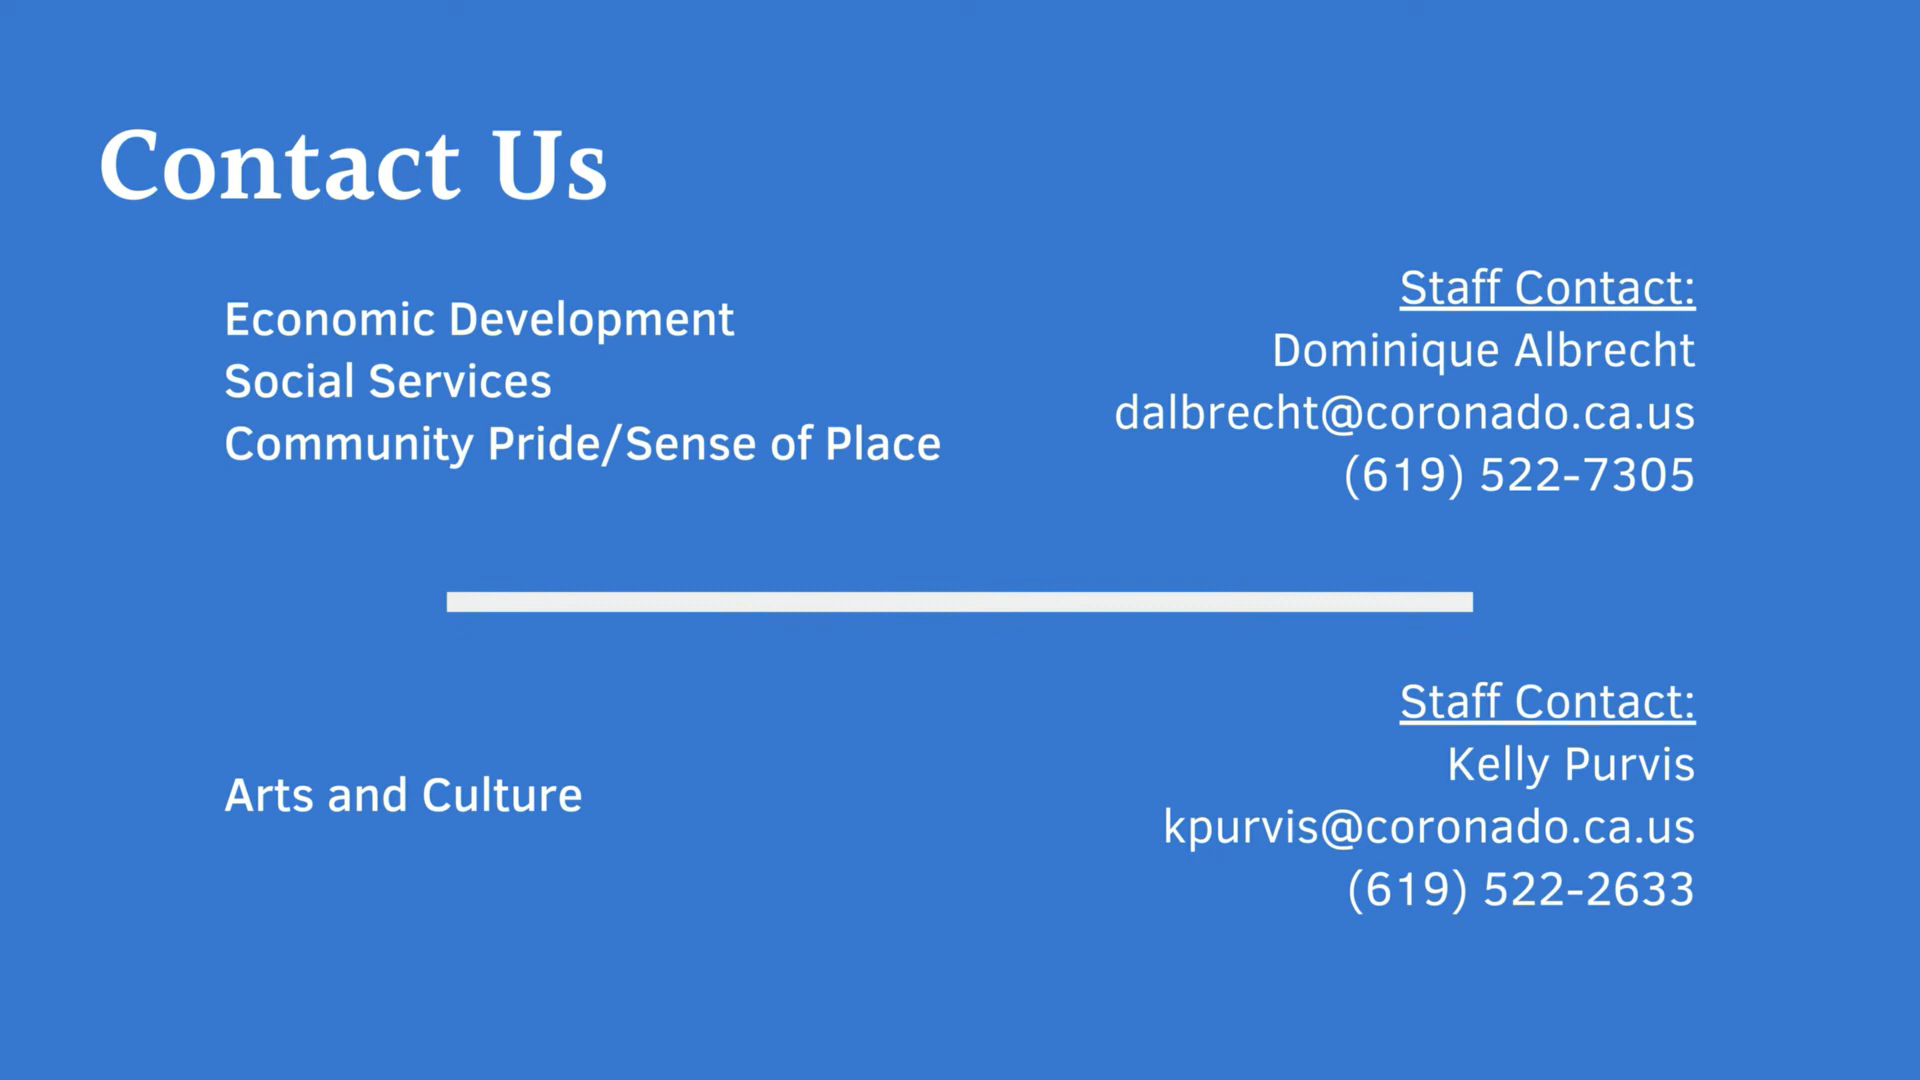 Contact Us
Economic Development
Social Services
Community Pride/Sense of Place
Staff Contact:
Dominique Albrecht
dalbrecht@coronado.ca.us
(619) 522-7305
Arts and Culture
Staff Contact:
Kelly Purvis
kpurvis@coronado.ca.us
(619) 522-2633